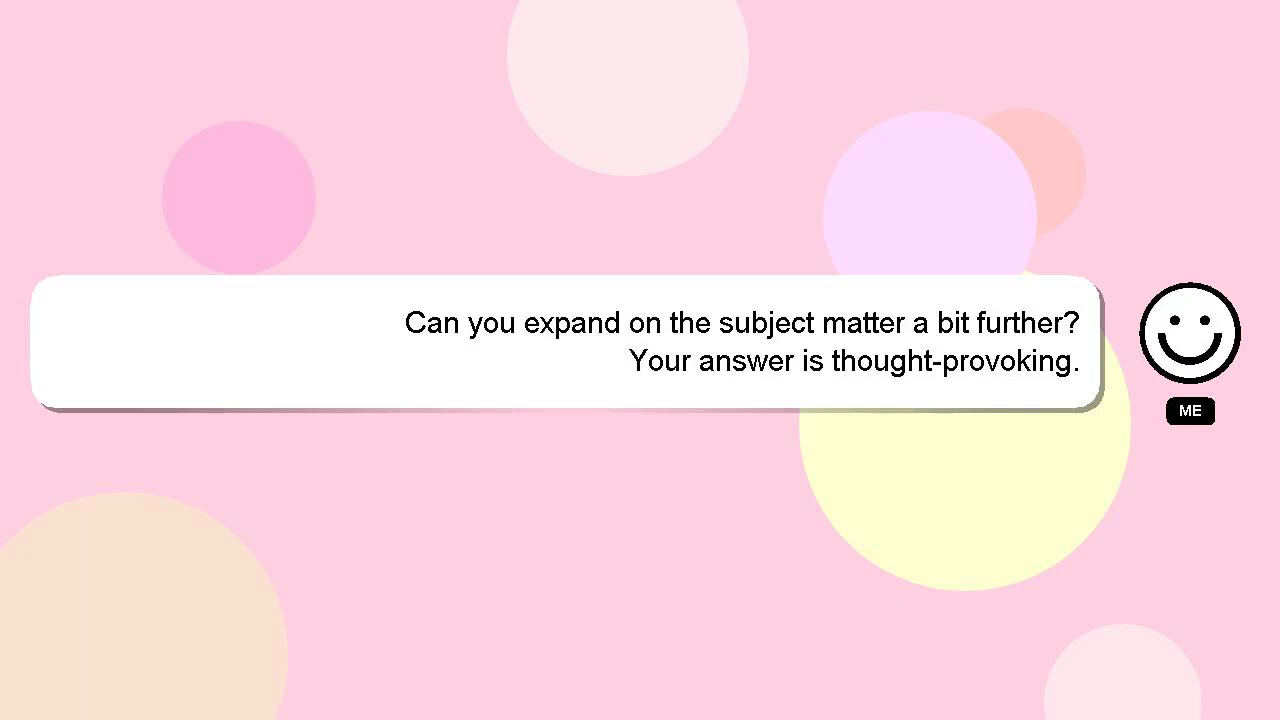 Can you expand on the subject matter a bit further?
Your answer is thought-provoking.
ME